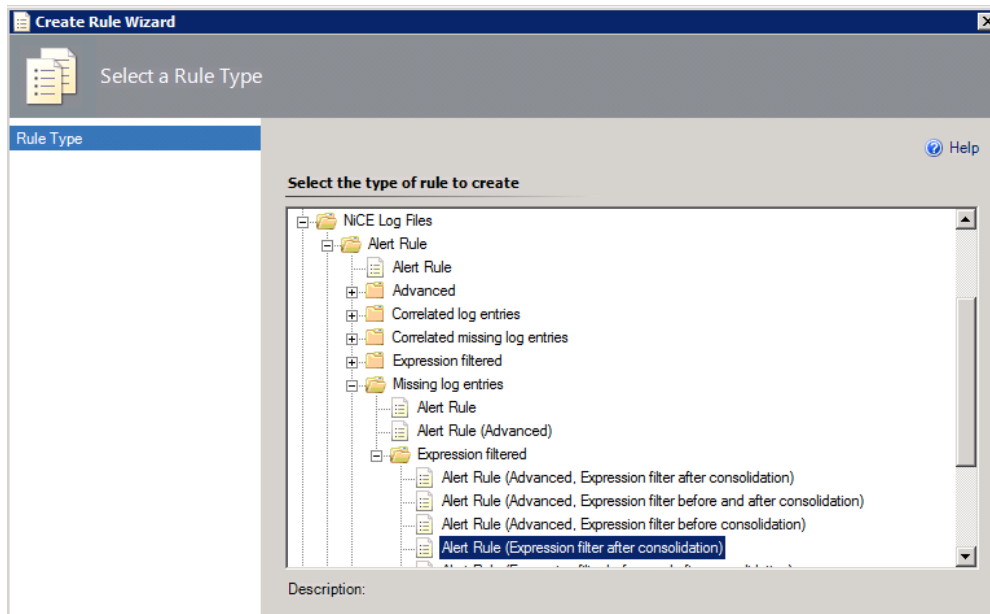 Create Rule Wizard
Select a Rule Type
Rule Type
Help
Select the type of rule to create
NiCE Log Files
Alert Rule
Alert Rule
Advanced
Correlated log entries
Correlated missing log entries
Expression filtered
Missing log entries
Alert Rule
Alert Rule (Advanced)
Expression filtered
Alert Rule (Advanced, Expression filter after consolidation)
Alert Rule (Advanced, Expression filter before and after consolidation)
Alert Rule (Advanced, Expression filter before consolidation)
Alert Rule (Expression filter after consolidation)
Description: